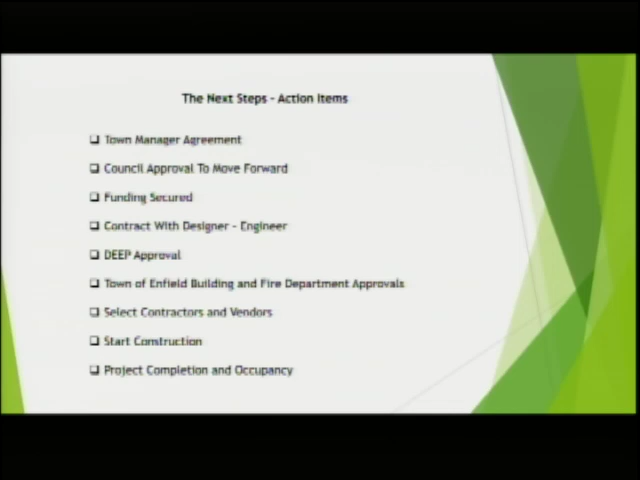 The Next Steps - Action Items
❑ Town Manager Agreement
❑ Council Approval To Move Forward
❑ Funding Secured
❑ Contract With Designer - Engineer
❑ DEEP Approval
❑ Town of Enfield Building and Fire Department Approvals
❑ Select Contractors and Vendors
❑ Start Construction
❑ Project Completion and Occupancy